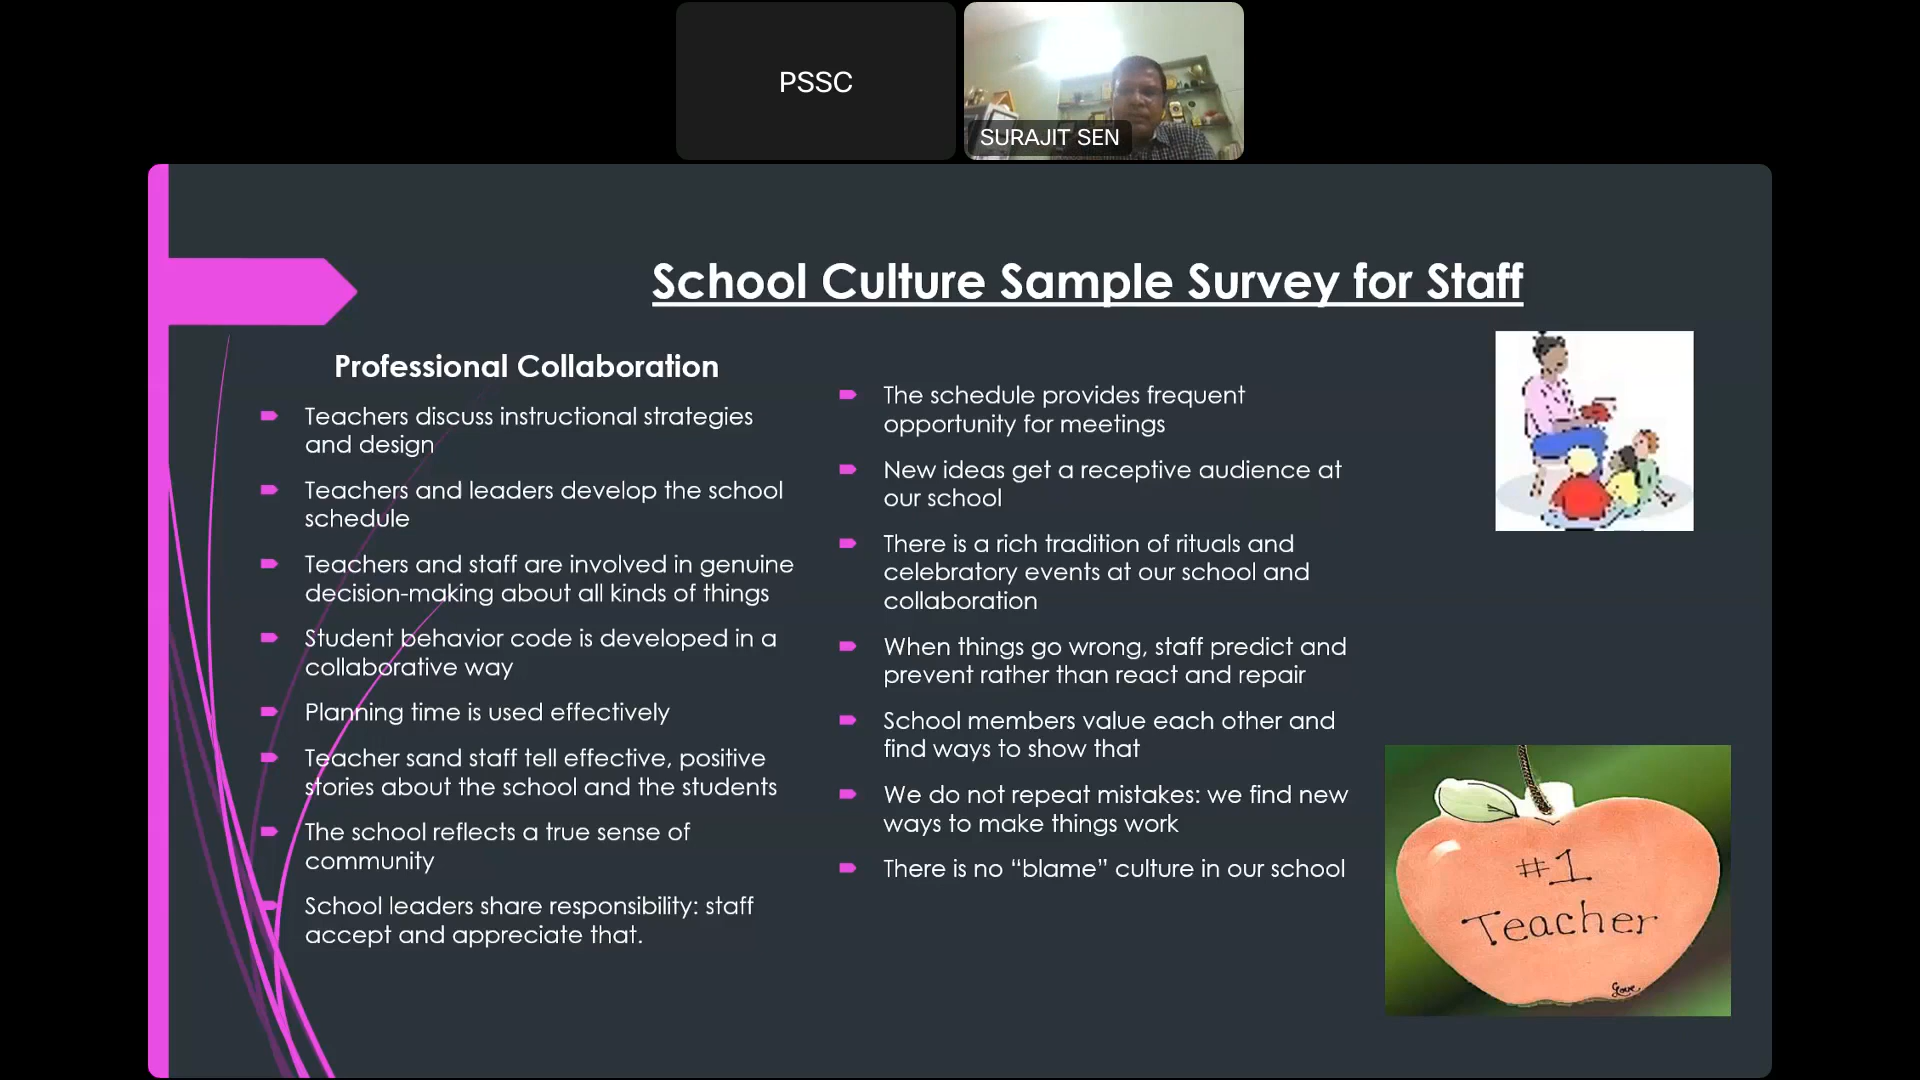 PSSC
SURAJIT SEN
School Culture Sample Survey for Staff
Professional Collaboration
Teachers discuss instructional strategies
and design
Teachers and leaders develop the school
schedule
Teachers and staff are involved in genuine
decision-making about all kinds of things
Student behavior code is developed in a
collaborative way
Planning time is used effectively
Teacher sand staff tell effective, positive
stories about the school and the students
The school reflects a true sense of
community
School leaders share responsibility: staff
accept and appreciate that.
The schedule provides frequent
opportunity for meetings
New ideas get a receptive audience at
our school
There is a rich tradition of rituals and
celebratory events at our school and
collaboration
When things go wrong, staff predict and
prevent rather than react and repair
School members value each other and
find ways to show that
We do not repeat mistakes: we find new
ways to make things work
There is no “blame” culture in our school
#1
Teacher